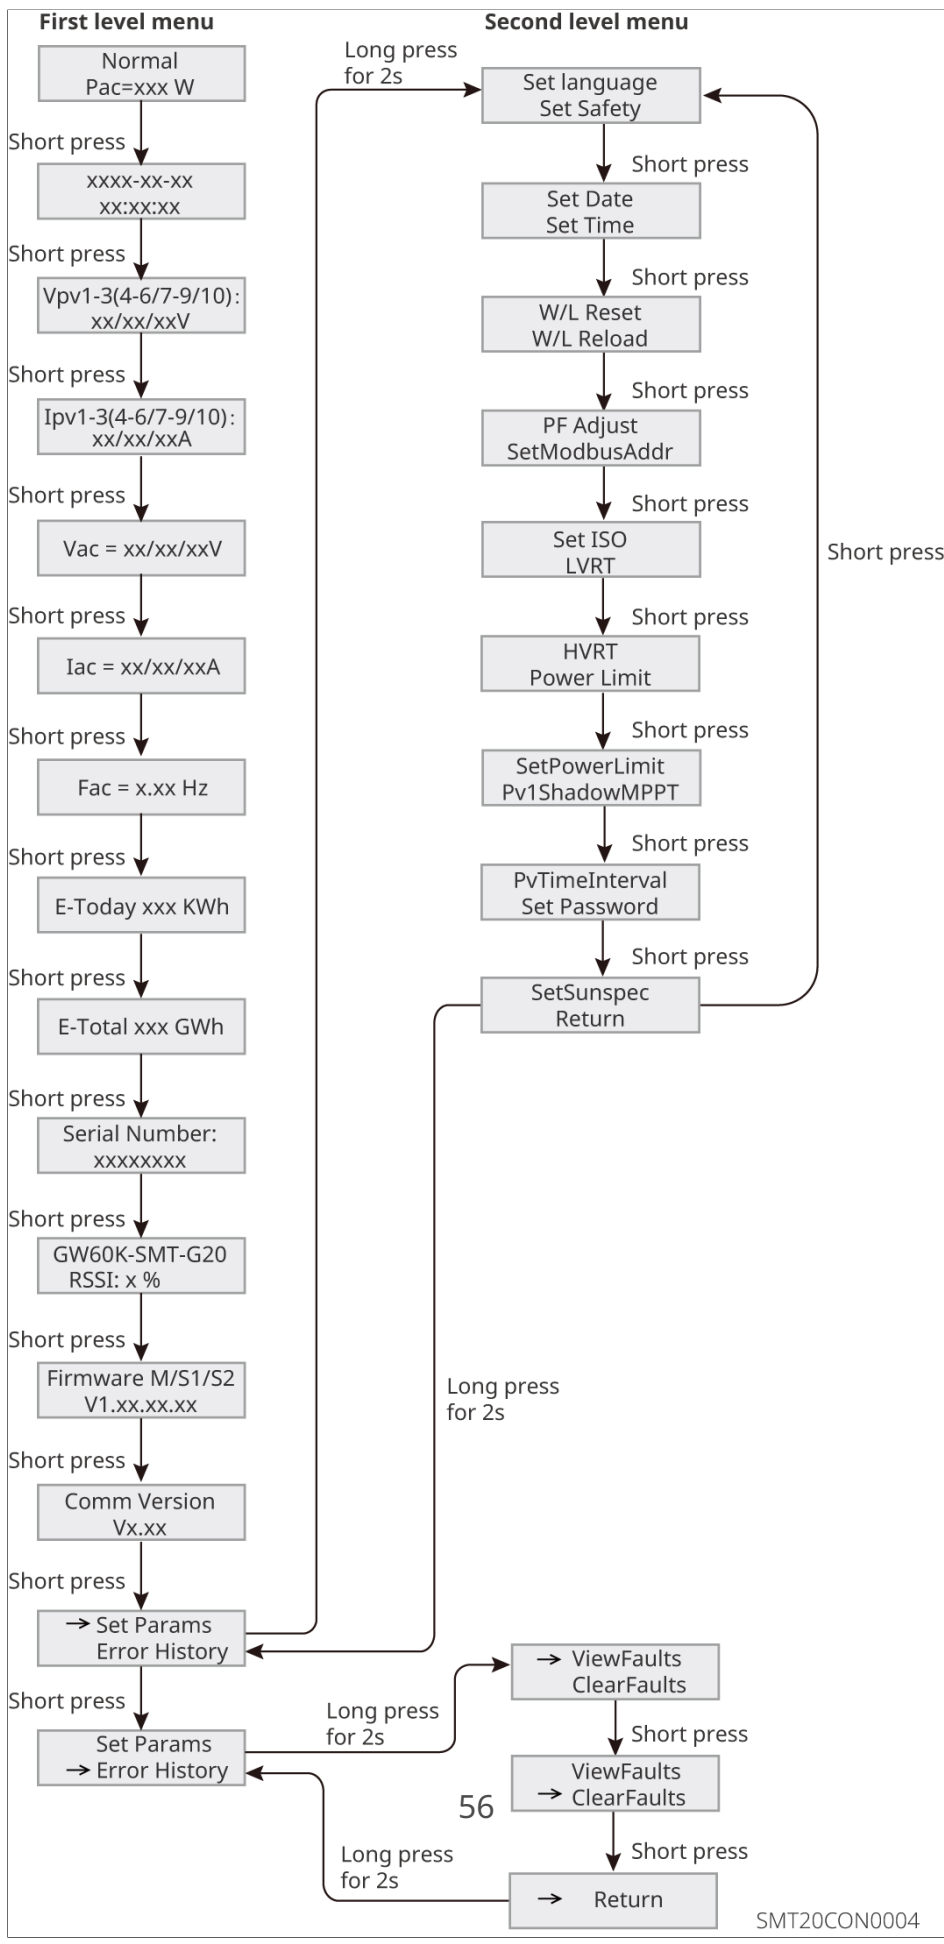 First level menu
Normal
Pac=xxx W
Short press
xxxx-xx-xx
xx:xx:xx
Short press
Vpv1-3(4-6/7-9/10):
xx/xx/xxV
Short press
Ipv1-3(4-6/7-9/10):
xx/xx/xxA
Short press
Vac = xx/xx/xxV
Short press
Iac = xx/xx/xxA
Short press
Fac = x.xx Hz
Short press
E-Today xxx KWh
Short press
E-Total xxx GWh
Short press
Serial Number:
xxxxxxxx
Short press
GW60K-SMT-G20
RSSI: x %
Short press
Firmware M/S1/S2
V1.xx.xx.xx
Short press
Comm Version
Vx.xx
Short press
→ Set Params
Error History
Short press
Set Params
→ Error History
Long press
for 2s
Second level menu
Set language
Set Safety
Short press
Set Date
Set Time
Short press
W/L Reset
W/L Reload
Short press
PF Adjust
SetModbusAddr
Short press
Set ISO
LVRT
Short press
HVRT
Power Limit
Short press
SetPowerLimit
Pv1ShadowMPPT
Short press
PvTimeInterval
Set Password
Short press
SetSunspec
Return
Short press
Long press
for 2s
Long press
for 2s
→ ViewFaults
ClearFaults
Short press
ViewFaults
→ ClearFaults
56
Short press
Long press
for 2s
→ Return
SMT20CON0004